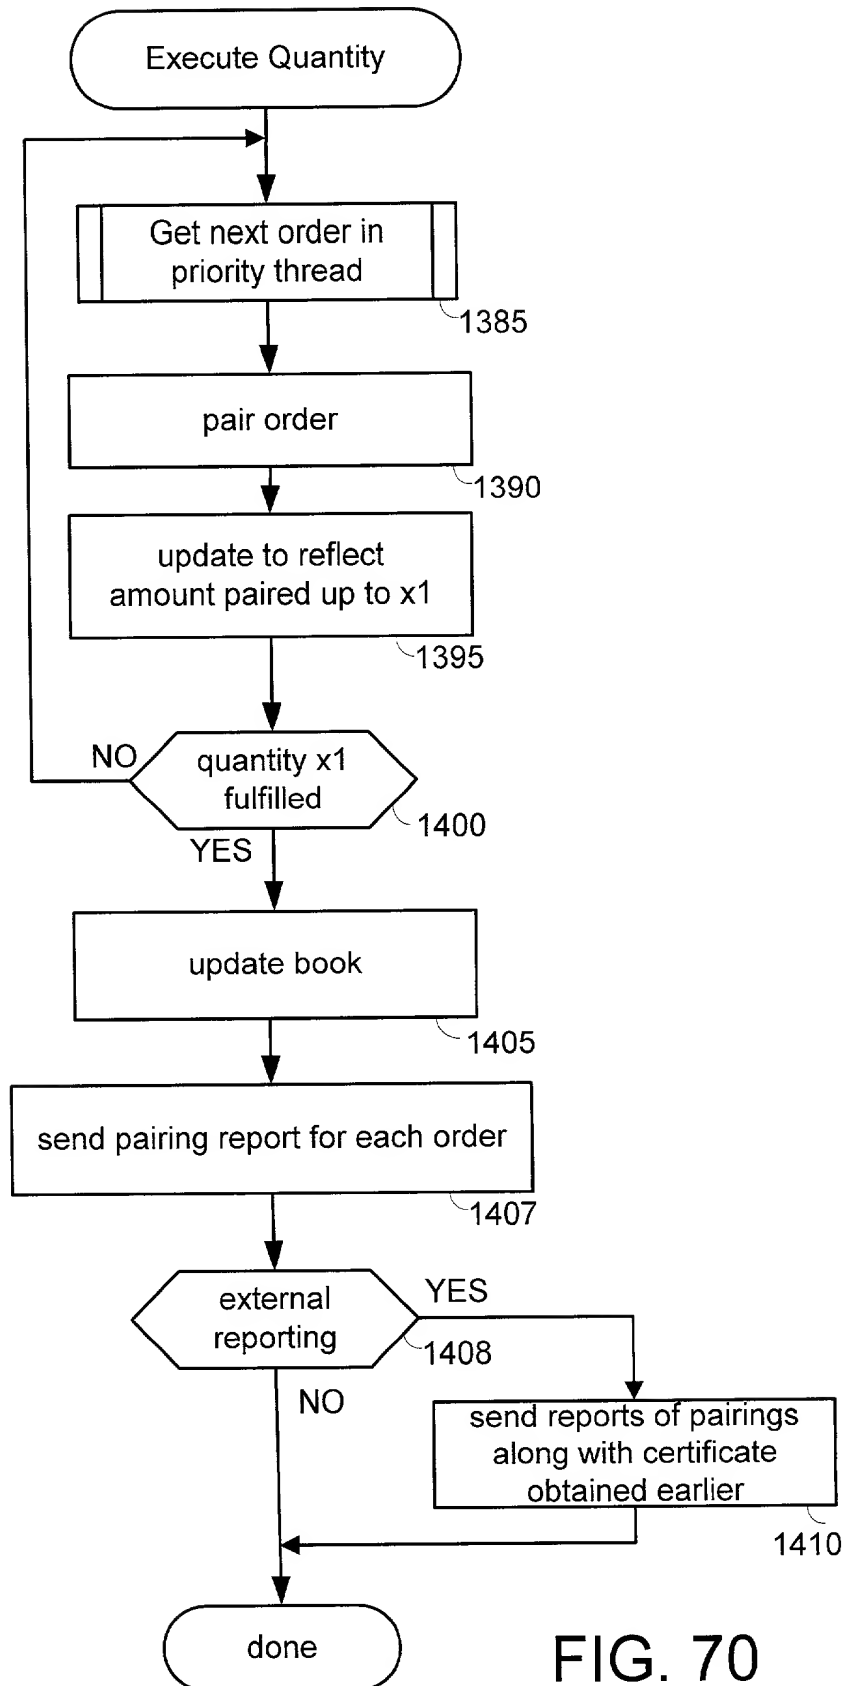 Execute Quantity
Get next order in
priority thread
1385
pair order
1390
update to reflect
amount paired up to x1
1395
NO
quantity x1
fulfilled
1400
YES
update book
1405
send pairing report for each order
1407
external
reporting
YES
1408
NO
send reports of pairings
along with certificate
obtained earlier
1410
done
FIG. 70